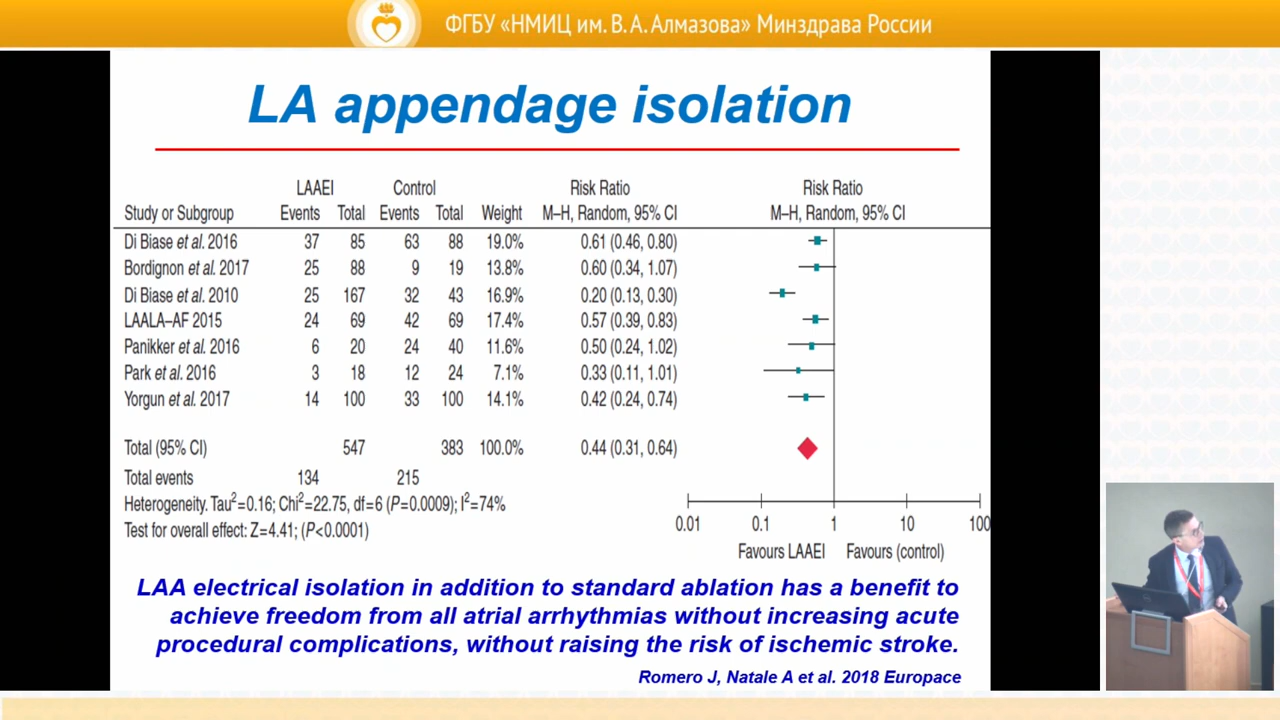 ФГБУ «НМИЦ им. В. А. Алмазова» Минздрава России
LA appendage isolation
LAAEI Control Risk Ratio Risk Ratio
Study or Subgroup Events Total Events Total Weight M–H, Random, 95% CI M–H, Random, 95% CI
Di Biase et al. 2016 37 85 63 88 19.0% 0.61 (0.46, 0.80)
Bordignon et al. 2017 25 88 9 19 13.8% 0.60 (0.34, 1.07)
Di Biase et al. 2010 25 167 32 43 16.9% 0.20 (0.13, 0.30)
LAALA–AF 2015 24 69 42 69 17.4% 0.57 (0.39, 0.83)
Panikker et al. 2016 6 20 24 40 11.6% 0.50 (0.24, 1.02)
Park et al. 2016 3 18 12 24 7.1% 0.33 (0.11, 1.01)
Yorgun et al. 2017 14 100 33 100 14.1% 0.42 (0.24, 0.74)
Total (95% CI) 547 383 100.0% 0.44 (0.31, 0.64)
Total events 134 215
Heterogeneity. Tau²=0.16; Chi²=22.75, df=6 (P=0.0009); I²=74%
Test for overall effect: Z=4.41; (P<0.0001)
0.01 0.1 1 10 100
Favours LAAEI Favours (control)
LAA electrical isolation in addition to standard ablation has a benefit to
achieve freedom from all atrial arrhythmias without increasing acute
procedural complications, without raising the risk of ischemic stroke.
Romero J, Natale A et al. 2018 Europace